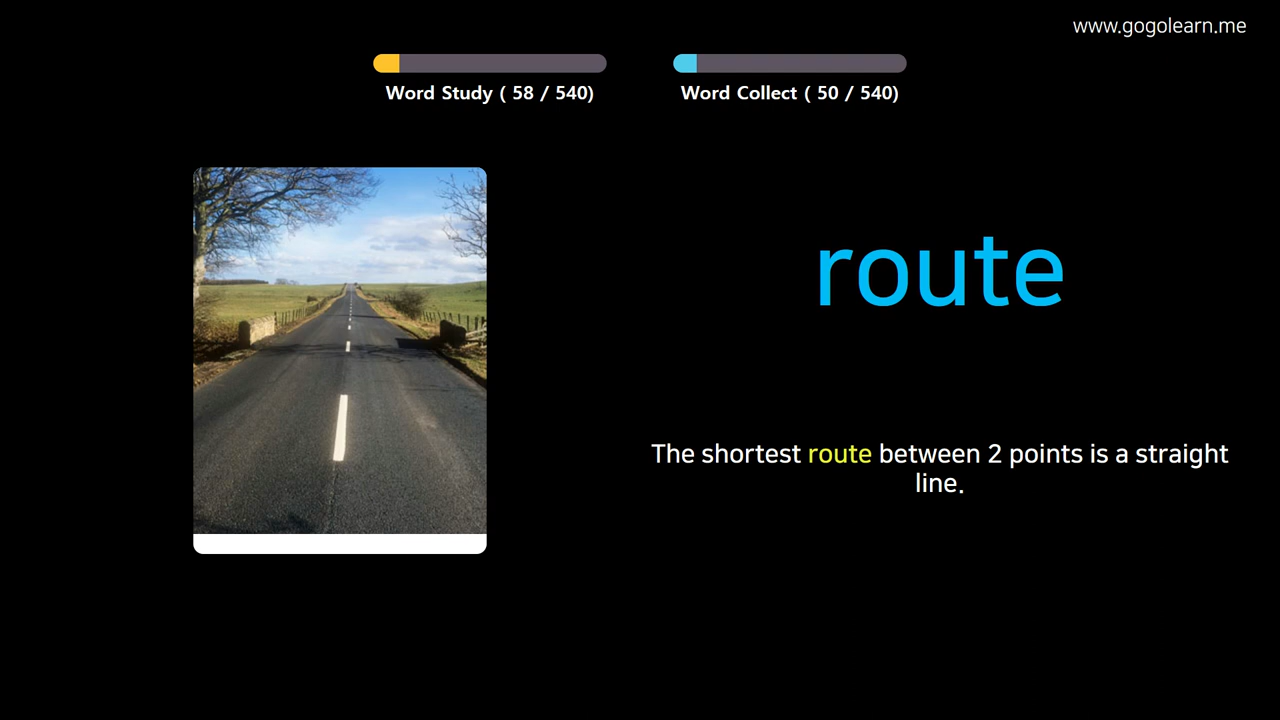 www.gogolearn.me
Word Study ( 58 / 540)
Word Collect ( 50 / 540)
route
The shortest route between 2 points is a straight
line.